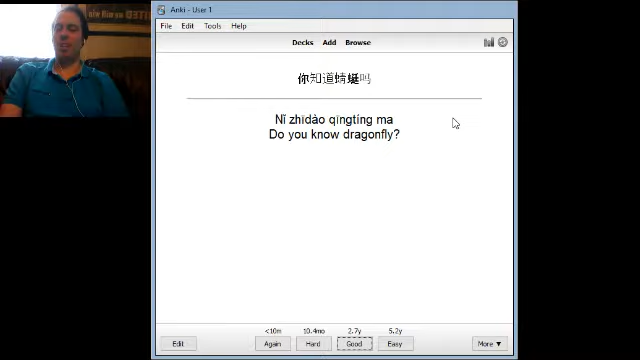 Anki - User 1
File Edit Tools Help
Decks Add Browse
你知道蜻蜓吗
Nǐ zhīdào qīngtíng ma
Do you know dragonfly?
<10m 10.4mo 2.7y 5.2y
Edit Again Hard Good Easy More ▼